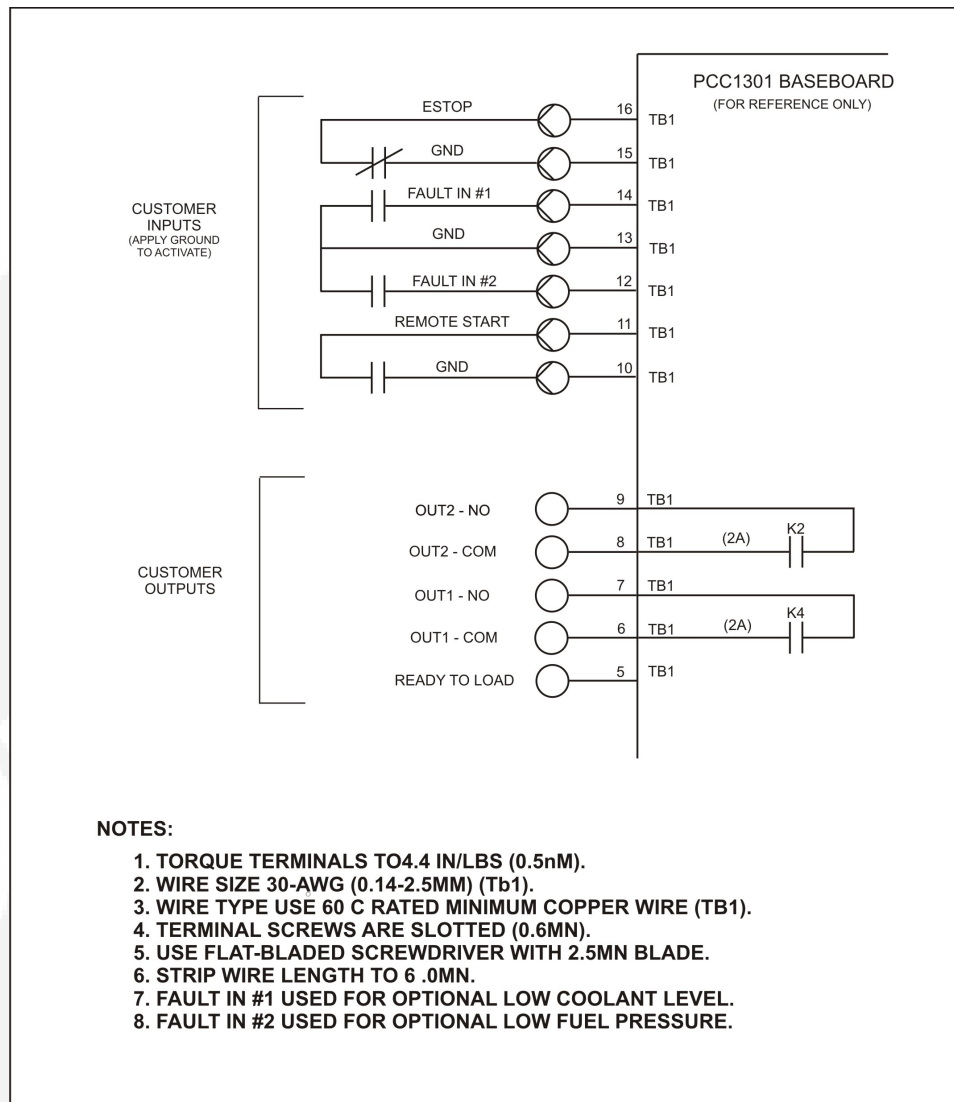 PCC1301 BASEBOARD
(FOR REFERENCE ONLY)
CUSTOMER
INPUTS
(APPLY GROUND
TO ACTIVATE)
ESTOP
16
TB1
GND
15
TB1
FAULT IN #1
14
TB1
GND
13
TB1
FAULT IN #2
12
TB1
REMOTE START
11
TB1
GND
10
TB1
CUSTOMER
OUTPUTS
OUT2 - NO
9
TB1
OUT2 - COM
8
TB1
(2A)
K2
OUT1 - NO
7
TB1
OUT1 - COM
6
TB1
(2A)
K4
READY TO LOAD
5
TB1
NOTES:
1. TORQUE TERMINALS TO4.4 IN/LBS (0.5nM).
2. WIRE SIZE 30-AWG (0.14-2.5MM) (Tb1).
3. WIRE TYPE USE 60 C RATED MINIMUM COPPER WIRE (TB1).
4. TERMINAL SCREWS ARE SLOTTED (0.6MN).
5. USE FLAT-BLADED SCREWDRIVER WITH 2.5MN BLADE.
6. STRIP WIRE LENGTH TO 6 .0MN.
7. FAULT IN #1 USED FOR OPTIONAL LOW COOLANT LEVEL.
8. FAULT IN #2 USED FOR OPTIONAL LOW FUEL PRESSURE.